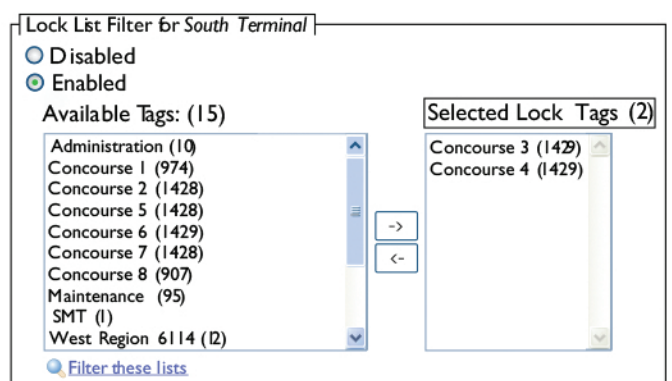 Lock List Filter for South Terminal
Disabled
Enabled
Available Tags: (15)
Administration (10)
Concourse 1 (974)
Concourse 2 (1428)
Concourse 5 (1428)
Concourse 6 (1429)
Concourse 7 (1428)
Concourse 8 (907)
Maintenance (95)
SMT (1)
West Region 6114 (12)
->
<-
Selected Lock Tags (2)
Concourse 3 (1429)
Concourse 4 (1429)
Filter these lists